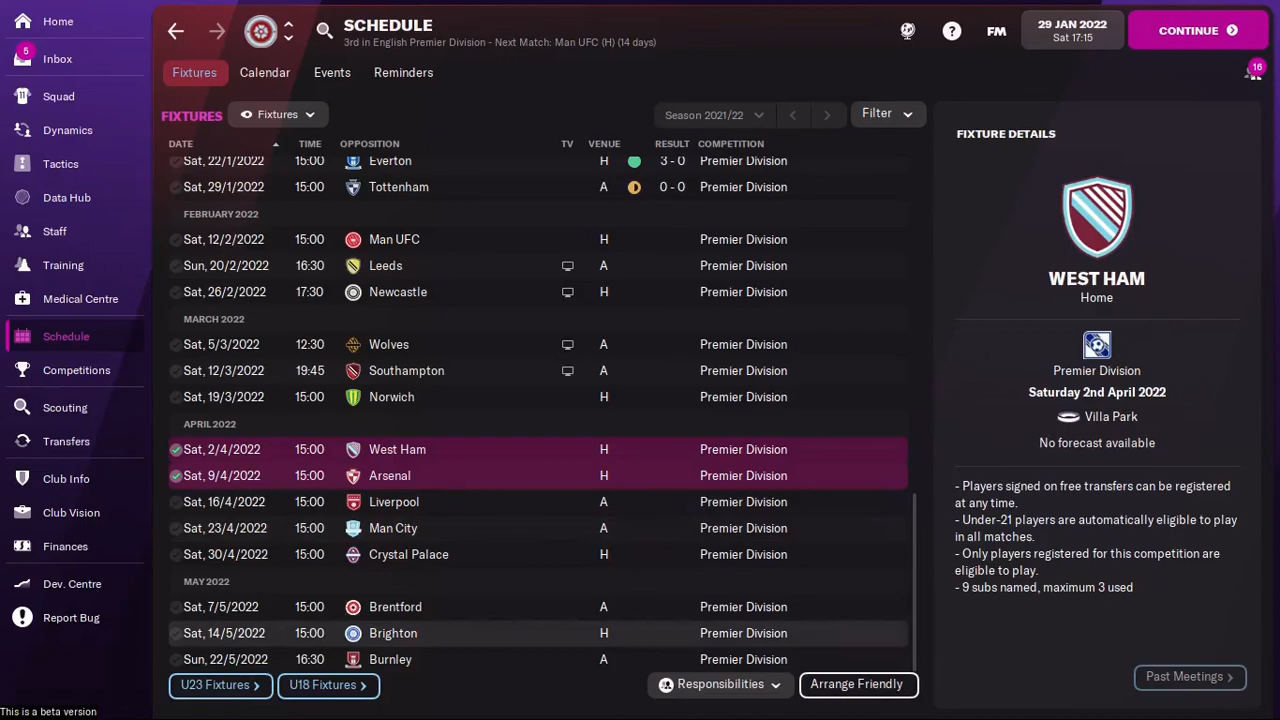 Home
5
Inbox
Squad
Dynamics
Tactics
Data Hub
Staff
Training
Medical Centre
Schedule
Competitions
Scouting
Transfers
Club Info
Club Vision
Finances
Dev. Centre
Report Bug
This is a beta version
SCHEDULE
3rd in English Premier Division - Next Match: Man UFC (H) (14 days)
?
FM
29 JAN 2022
Sat 17:15
CONTINUE
Fixtures Calendar Events Reminders
16
FIXTURES Fixtures Season 2021/22 Filter
DATE TIME OPPOSITION TV VENUE RESULT COMPETITION
Sat, 22/1/2022 15:00 Everton H 3 - 0 Premier Division
Sat, 29/1/2022 15:00 Tottenham A 0 - 0 Premier Division
FEBRUARY 2022
Sat, 12/2/2022 15:00 Man UFC H Premier Division
Sun, 20/2/2022 16:30 Leeds A Premier Division
Sat, 26/2/2022 17:30 Newcastle H Premier Division
MARCH 2022
Sat, 5/3/2022 12:30 Wolves A Premier Division
Sat, 12/3/2022 19:45 Southampton A Premier Division
Sat, 19/3/2022 15:00 Norwich H Premier Division
APRIL 2022
Sat, 2/4/2022 15:00 West Ham H Premier Division
Sat, 9/4/2022 15:00 Arsenal H Premier Division
Sat, 16/4/2022 15:00 Liverpool A Premier Division
Sat, 23/4/2022 15:00 Man City A Premier Division
Sat, 30/4/2022 15:00 Crystal Palace H Premier Division
MAY 2022
Sat, 7/5/2022 15:00 Brentford A Premier Division
Sat, 14/5/2022 15:00 Brighton H Premier Division
Sun, 22/5/2022 16:30 Burnley A Premier Division
U23 Fixtures U18 Fixtures Responsibilities Arrange Friendly
FIXTURE DETAILS
WEST HAM
Home
Premier Division
Saturday 2nd April 2022
Villa Park
No forecast available
- Players signed on free transfers can be registered
at any time.
- Under-21 players are automatically eligible to play
in all matches.
- Only players registered for this competition are
eligible to play.
- 9 subs named, maximum 3 used
Past Meetings